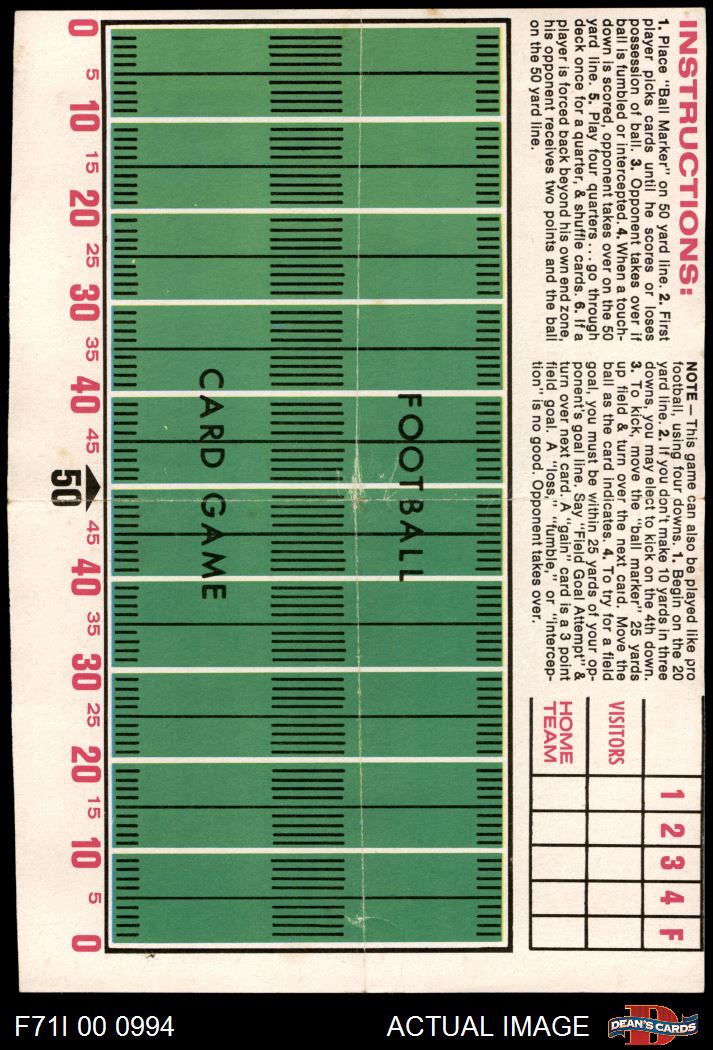 INSTRUCTIONS:
1. Place "Ball Marker" on 50 yard line. 2. First
player picks cards until he scores or loses
possession of ball. 3. Opponent takes over if
ball is fumbled or intercepted. 4. When a touch-
down is scored, opponent takes over on the 50
yard line. 5. Play four quarters . . . go through
deck once for a quarter, & shuffle cards. 6. If a
player is forced back beyond his own end zone,
his opponent receives two points and the ball
on the 50 yard line.
NOTE — This game can also be played like pro
football, using four downs. 1. Begin on the 20
yard line. 2. If you don't make 10 yards in three
downs, you may elect to kick on the 4th down.
3. To kick, move the "ball marker" 25 yards
up field & turn over the next card. Move the
ball as the card indicates. 4. To try for a field
goal, you must be within 25 yards of your op-
ponent's goal line. Say "Field Goal Attempt" &
turn over next card. A "gain" card is a 3 point
field goal. A "loss," "fumble," or "intercep-
tion" is no good. Opponent takes over.
1 2 3 4 F
VISITORS
HOME
TEAM
FOOTBALL
CARD GAME
0 5 10 15 20 25 30 35 40 45 50 45 40 35 30 25 20 15 10 5 0
F71I 00 0994
ACTUAL IMAGE
D
DEAN'S CARDS